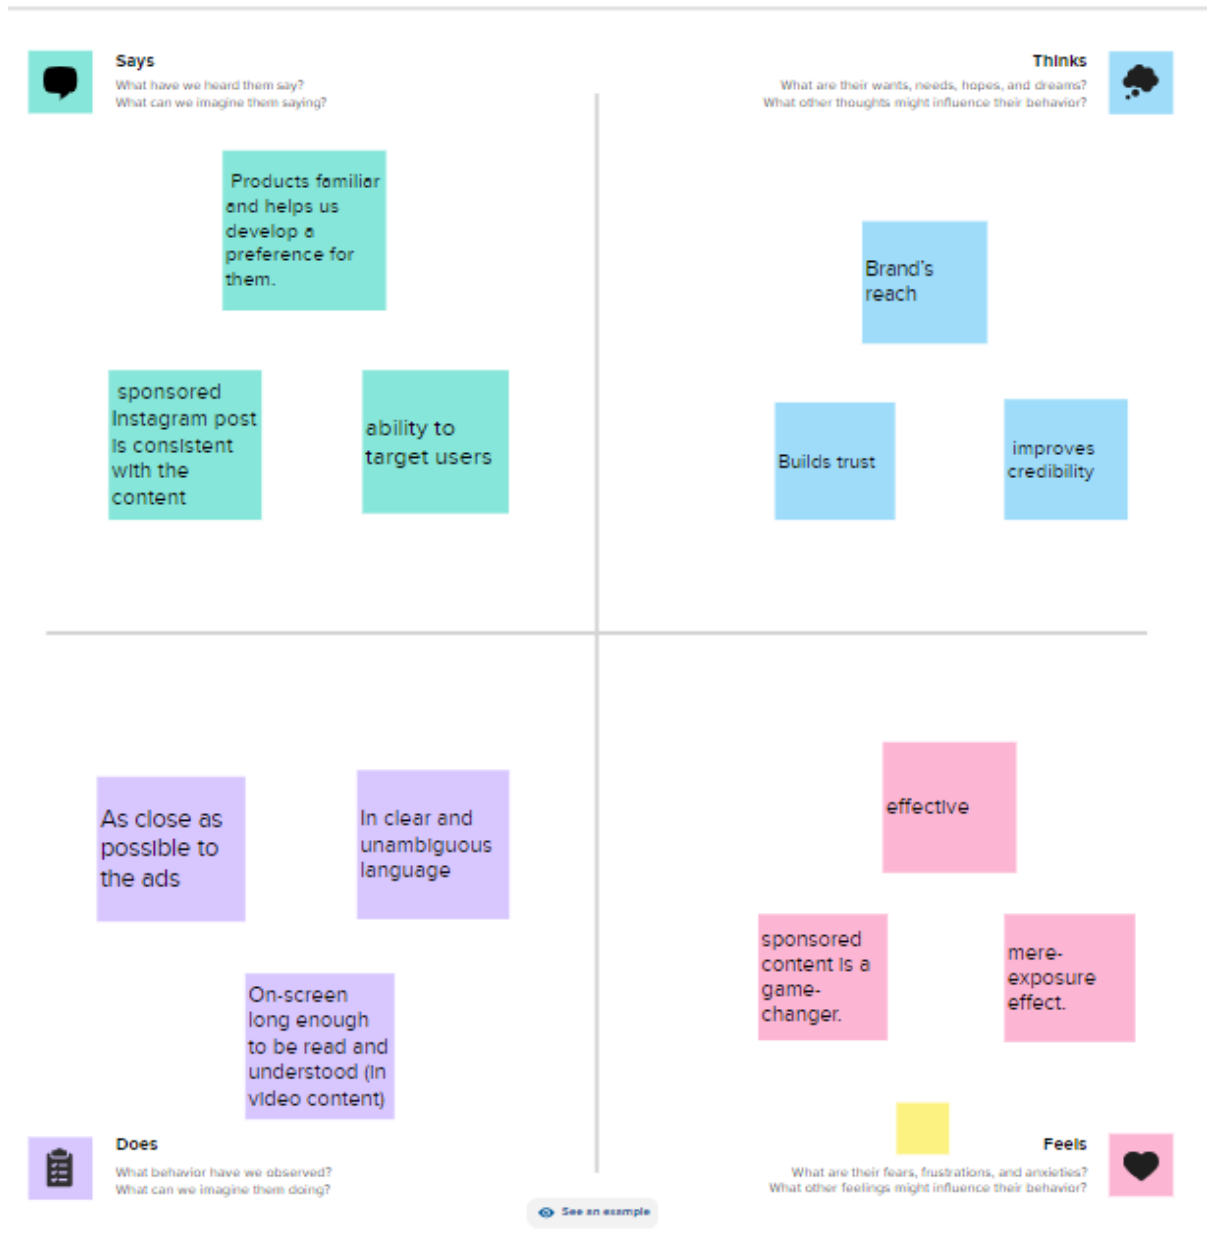 Says
What have we heard them say?
What can we imagine them saying?
Thinks
What are their wants, needs, hopes, and dreams?
What other thoughts might influence their behavior?
Products familiar
and helps us
develop a
preference for
them.
sponsored
Instagram post
is consistent
with the
content
ability to
target users
Brand's
reach
Builds trust
improves
credibility
As close as
possible to
the ads
In clear and
unambiguous
language
On-screen
long enough
to be read and
understood (in
video content)
effective
sponsored
content is a
game-
changer.
mere-
exposure
effect.
Does
What behavior have we observed?
What can we imagine them doing?
Feels
What are their fears, frustrations, and anxieties?
What other feelings might influence their behavior?
See an example